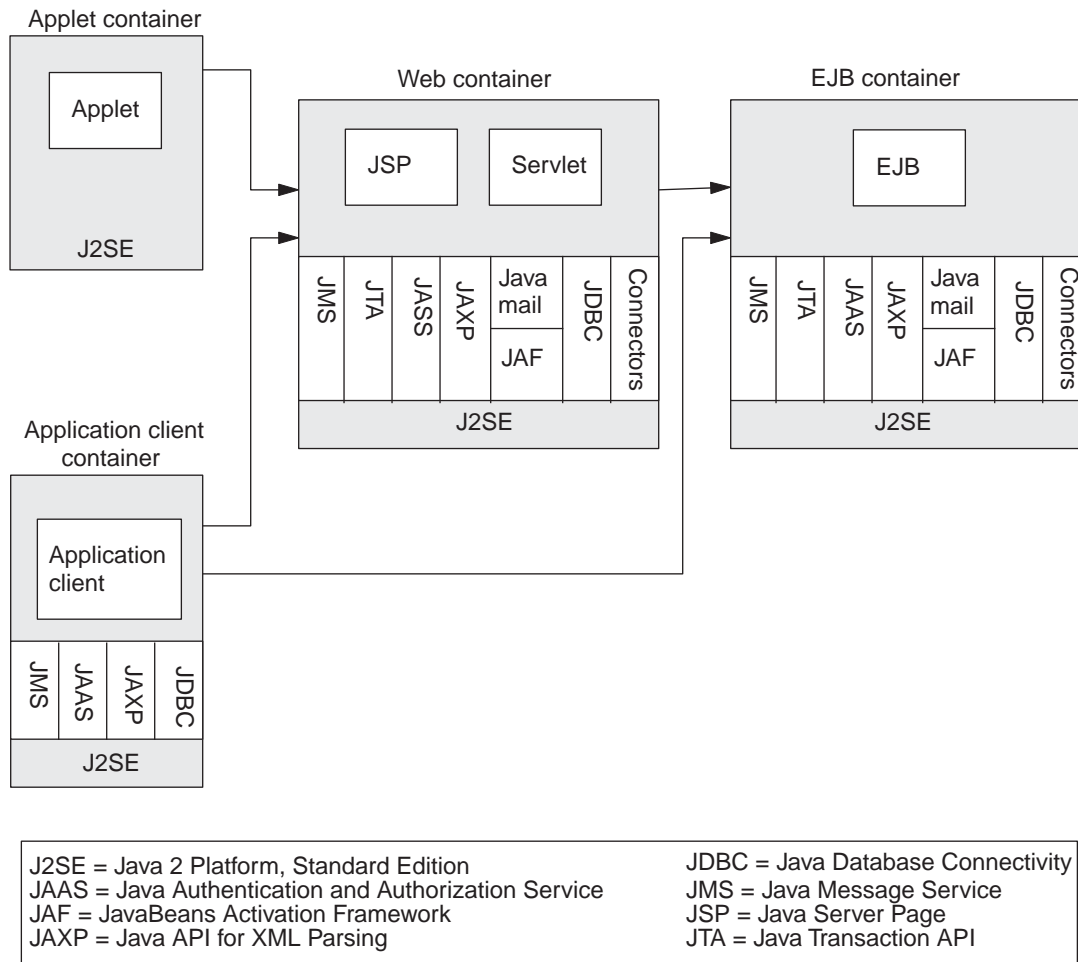 Applet container
Applet
J2SE
Web container
JSP
Servlet
JMS
JTA
JASS
JAXP
Java
mail
JAF
JDBC
Connectors
J2SE
EJB container
EJB
JMS
JTA
JAAS
JAXP
Java
mail
JAF
JDBC
Connectors
J2SE
Application client
container
Application
client
JMS
JAAS
JAXP
JDBC
J2SE
J2SE = Java 2 Platform, Standard Edition
JAAS = Java Authentication and Authorization Service
JAF = JavaBeans Activation Framework
JAXP = Java API for XML Parsing
JDBC = Java Database Connectivity
JMS = Java Message Service
JSP = Java Server Page
JTA = Java Transaction API